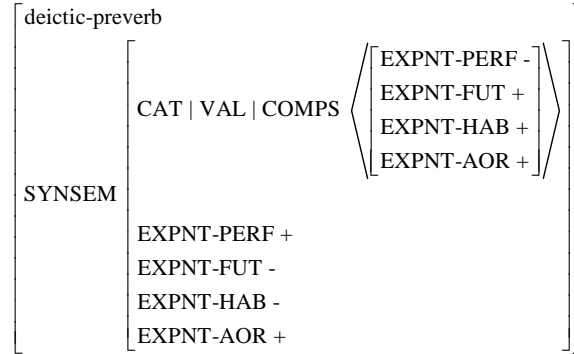 deictic-preverb
EXPNT-PERF -
EXPNT-FUT +
CAT | VAL | COMPS
EXPNT-HAB +
EXPNT-AOR +
SYNSEM
EXPNT-PERF +
EXPNT-FUT -
EXPNT-HAB -
EXPNT-AOR +